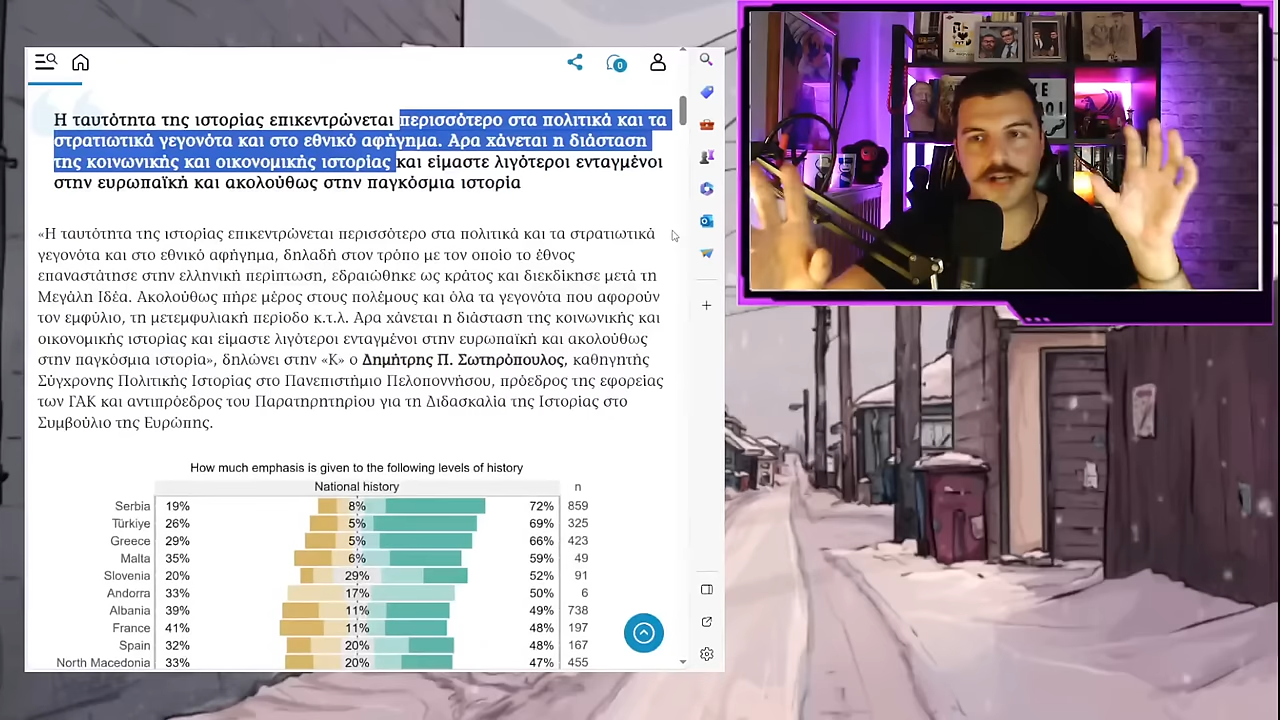 0
Η ταυτότητα της ιστορίας επικεντρώνεται περισσότερο στα πολιτικά και τα
στρατιωτικά γεγονότα και στο εθνικό αφήγημα. Αρα χάνεται η διάσταση
της κοινωνικής και οικονομικής ιστορίας και είμαστε λιγότεροι ενταγμένοι
στην ευρωπαϊκή και ακολούθως στην παγκόσμια ιστορία
«Η ταυτότητα της ιστορίας επικεντρώνεται περισσότερο στα πολιτικά και τα στρατιωτικά
γεγονότα και στο εθνικό αφήγημα, δηλαδή στον τρόπο με τον οποίο το έθνος
επαναστάτησε στην ελληνική περίπτωση, εδραιώθηκε ως κράτος και διεκδίκησε μετά τη
Μεγάλη Ιδέα. Ακολούθως πήρε μέρος στους πολέμους και όλα τα γεγονότα που αφορούν
τον εμφύλιο, τη μετεμφυλιακή περίοδο κ.τ.λ. Αρα χάνεται η διάσταση της κοινωνικής και
οικονομικής ιστορίας και είμαστε λιγότεροι ενταγμένοι στην ευρωπαϊκή και ακολούθως
στην παγκόσμια ιστορία», δηλώνει στην «Κ» ο Δημήτρης Π. Σωτηρόπουλος, καθηγητής
Σύγχρονης Πολιτικής Ιστορίας στο Πανεπιστήμιο Πελοποννήσου, πρόεδρος της εφορείας
των ΓΑΚ και αντιπρόεδρος του Παρατηρητηρίου για τη Διδασκαλία της Ιστορίας στο
Συμβούλιο της Ευρώπης.
How much emphasis is given to the following levels of history
National history n
Serbia 19% 8% 72% 859
Türkiye 26% 5% 69% 325
Greece 29% 5% 66% 423
Malta 35% 6% 59% 49
Slovenia 20% 29% 52% 91
Andorra 33% 17% 50% 6
Albania 39% 11% 49% 738
France 41% 11% 48% 197
Spain 32% 20% 48% 167
North Macedonia 33% 20% 47% 455